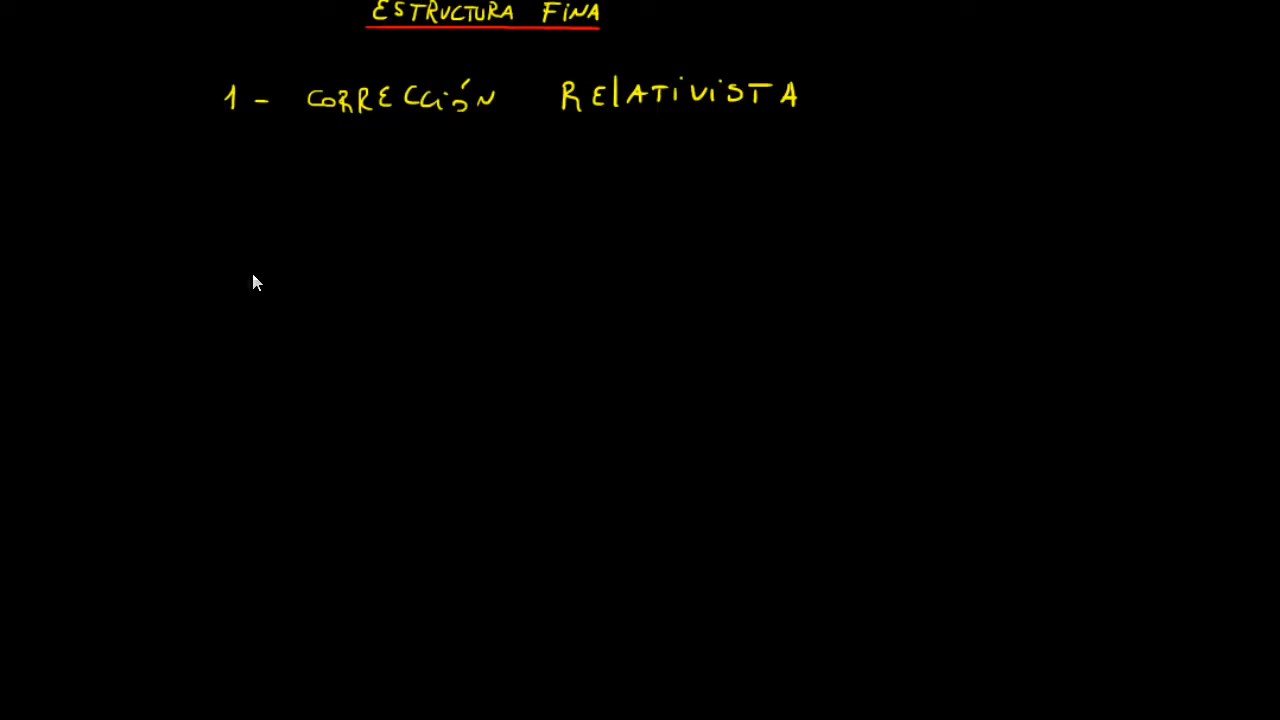 ESTRUCTURA FINA
1 - CORRECCIÓN RELATIVISTA